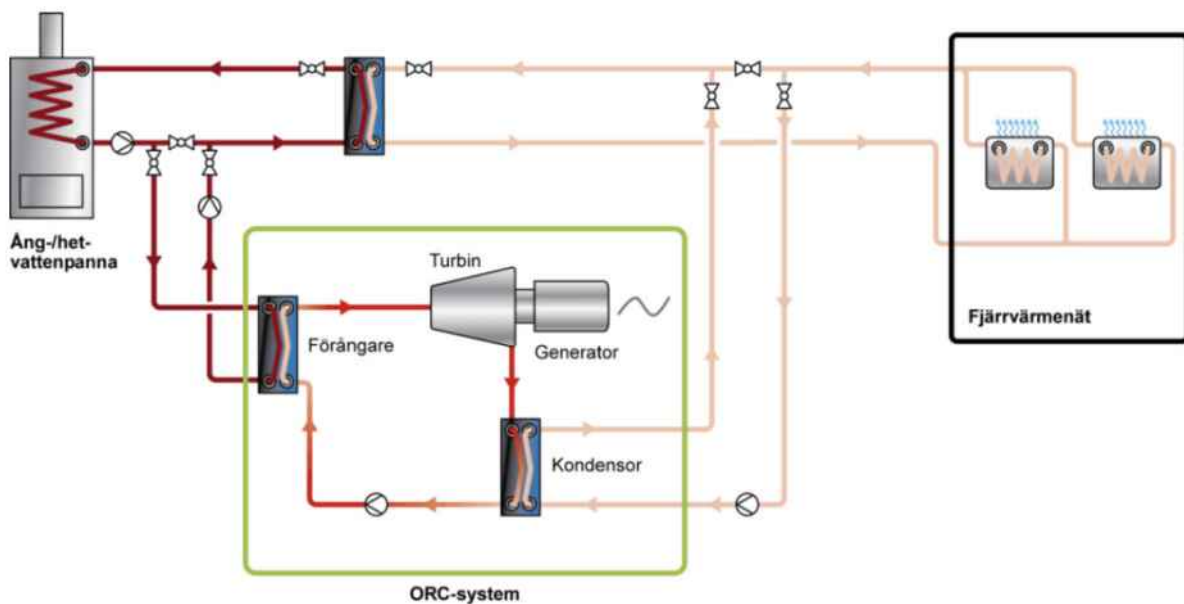 Ång-/het-
vattenpanna
Turbin
Förångare
Generator
Kondensor
Fjärrvärmenät
ORC-system